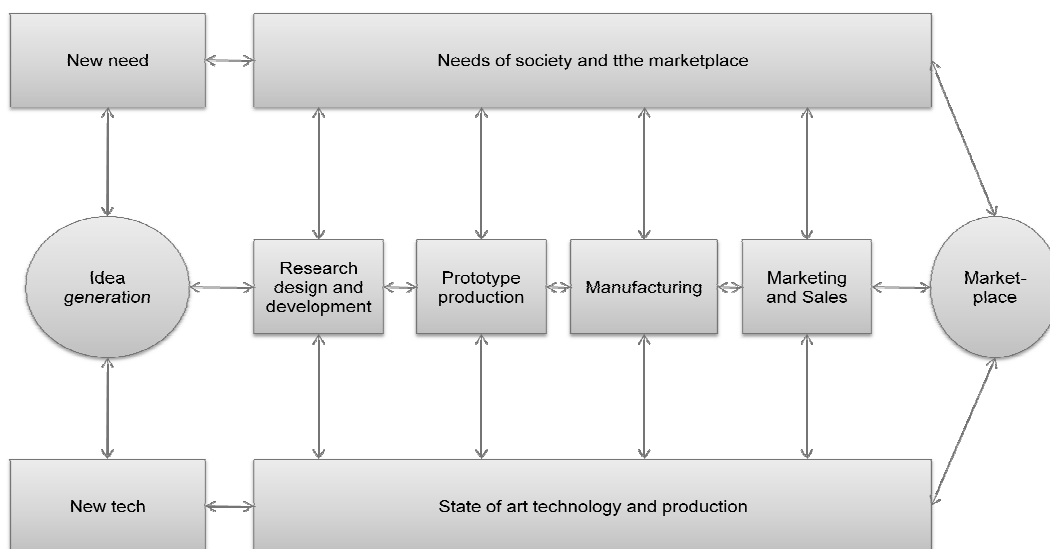 New need
Needs of society and tthe marketplace
Idea
generation
Research
design and
development
Prototype
production
Manufacturing
Marketing
and Sales
Market-
place
New tech
State of art technology and production